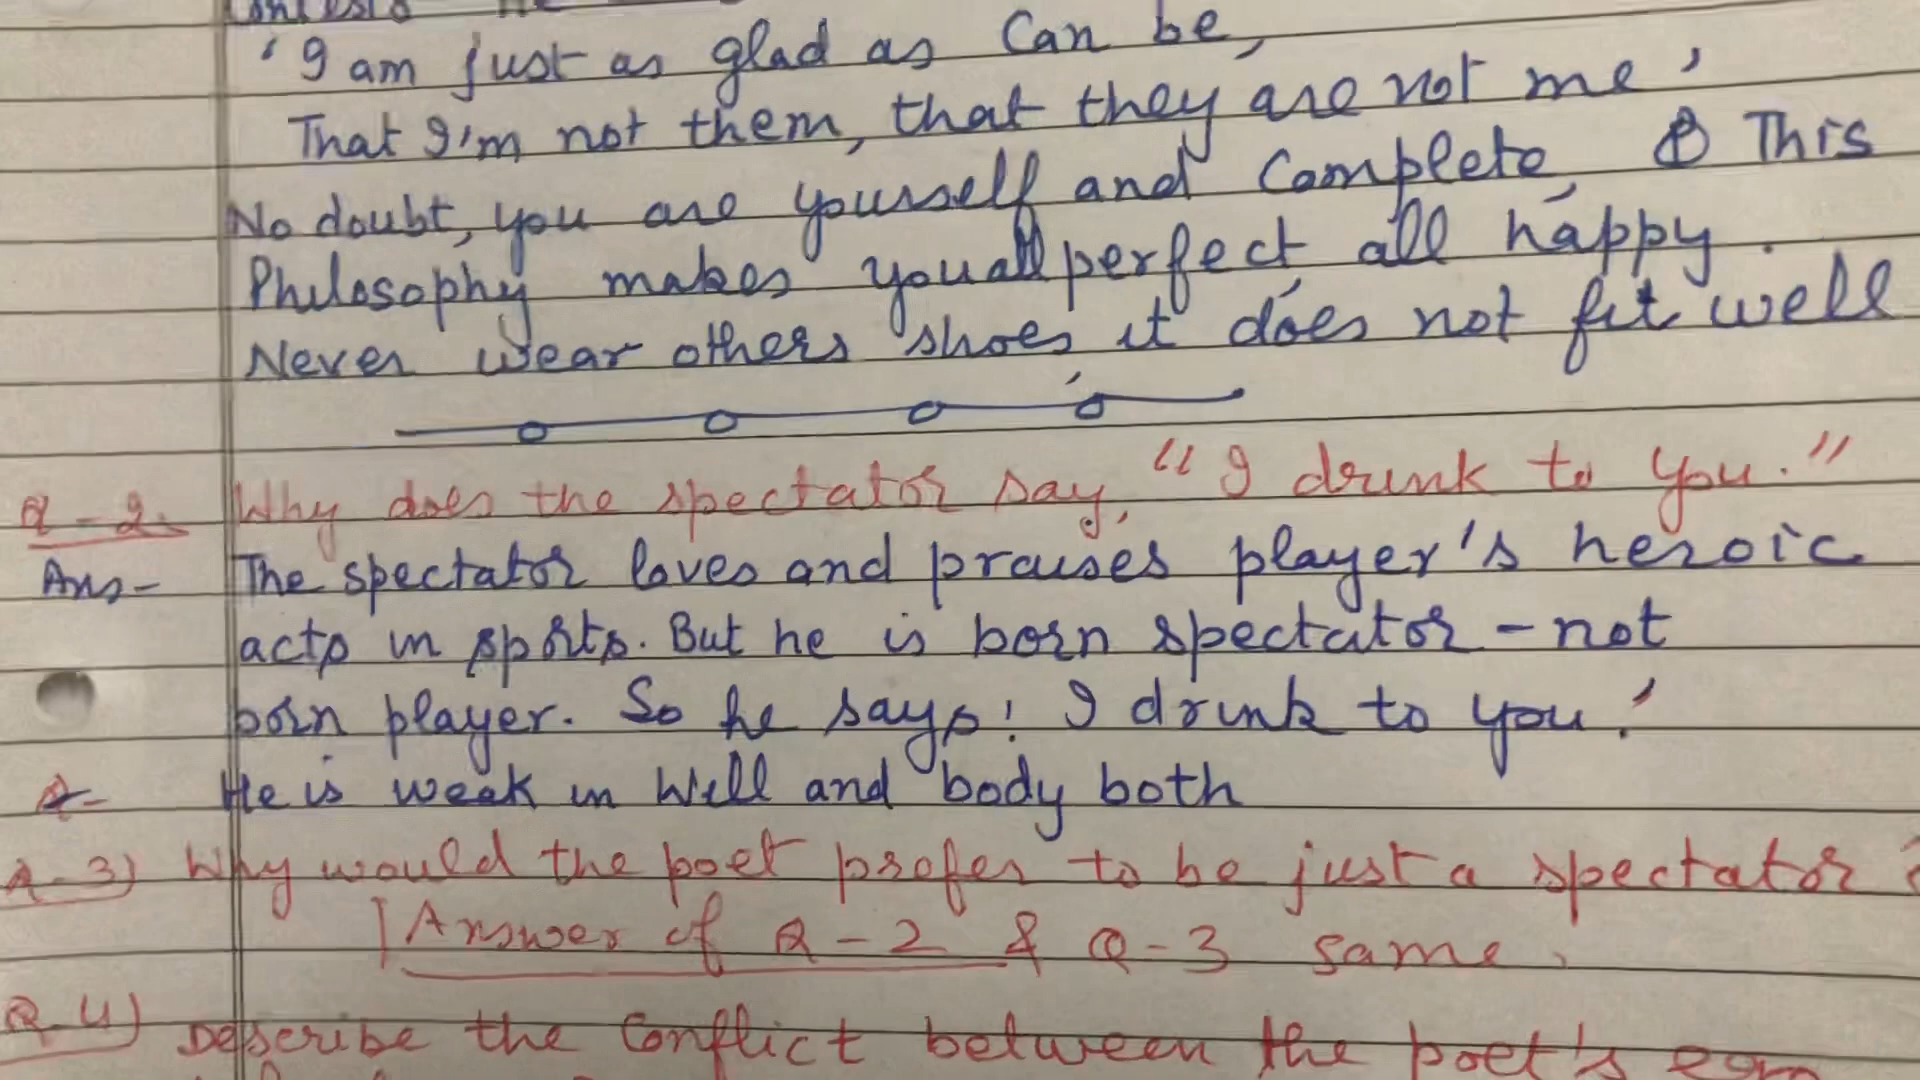 'I am just as glad as can be,
That I'm not them, that they are not me'
No doubt, you are yourself and Complete, This
Philosophy makes you all perfect all happy.
Never wear others shoes, it does not fit well
Q-2. Why does the spectator say, "I drink to you."
Ans- The spectator loves and praises player's heroic
acts in sports. But he is born spectator - not
born player. So he says! I drink to you.'
A- He is weak in Will and body both
Q-3) Why would the poet prefer to be just a spectator?
Answer of Q-2 & Q-3 same.
Q.4) Describe the Conflict between the poet's